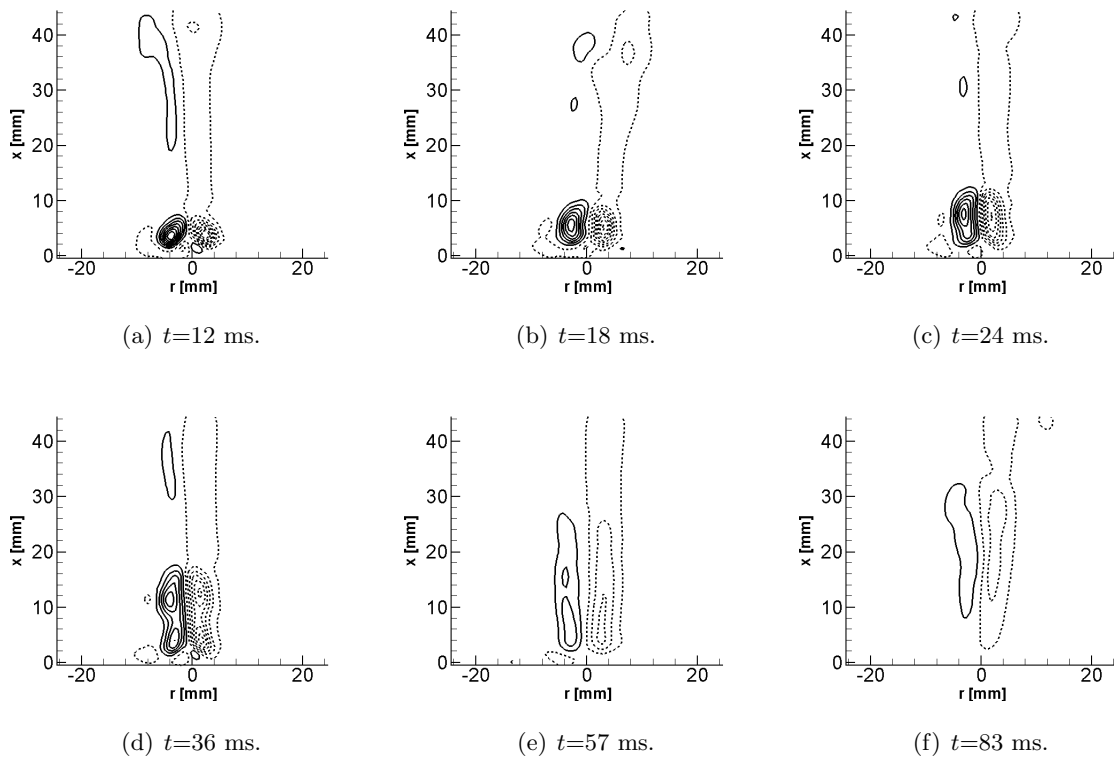 40
30
20
10
0
x [mm]
-20 0 20
r [mm]
(a) t=12 ms.
40
30
20
10
0
x [mm]
-20 0 20
r [mm]
(b) t=18 ms.
40
30
20
10
0
x [mm]
-20 0 20
r [mm]
(c) t=24 ms.
40
30
20
10
0
x [mm]
-20 0 20
r [mm]
(d) t=36 ms.
40
30
20
10
0
x [mm]
-20 0 20
r [mm]
(e) t=57 ms.
40
30
20
10
0
x [mm]
-20 0 20
r [mm]
(f) t=83 ms.